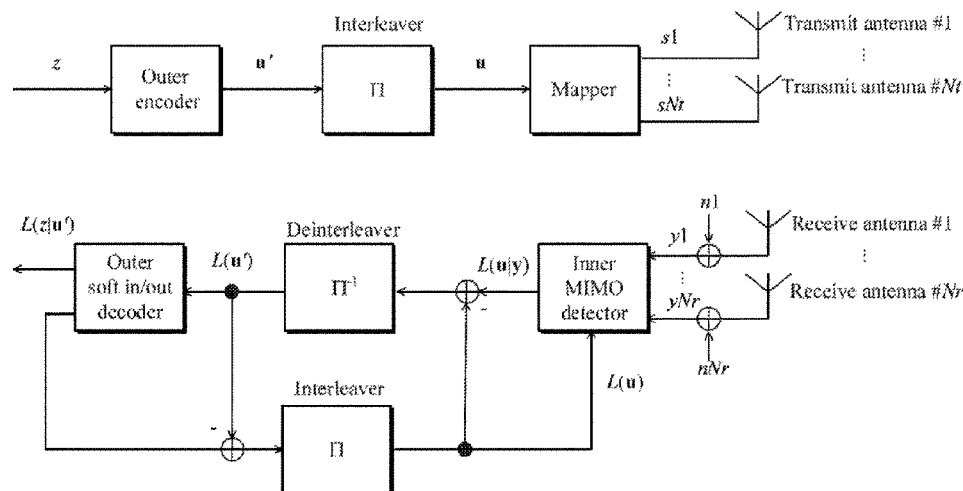 Interleaver
z
Outer
encoder
u'
Π
u
Mapper
s1
⋮
sNt
Transmit antenna #1
⋮
Transmit antenna #Nt
L(z|u')
Outer
soft in/out
decoder
L(u')
Deinterleaver
Π-1
L(u|y)
-
Inner
MIMO
detector
y1
⋮
yNr
n1
nNr
Receive antenna #1
⋮
Receive antenna #Nr
L(u)
-
Interleaver
Π